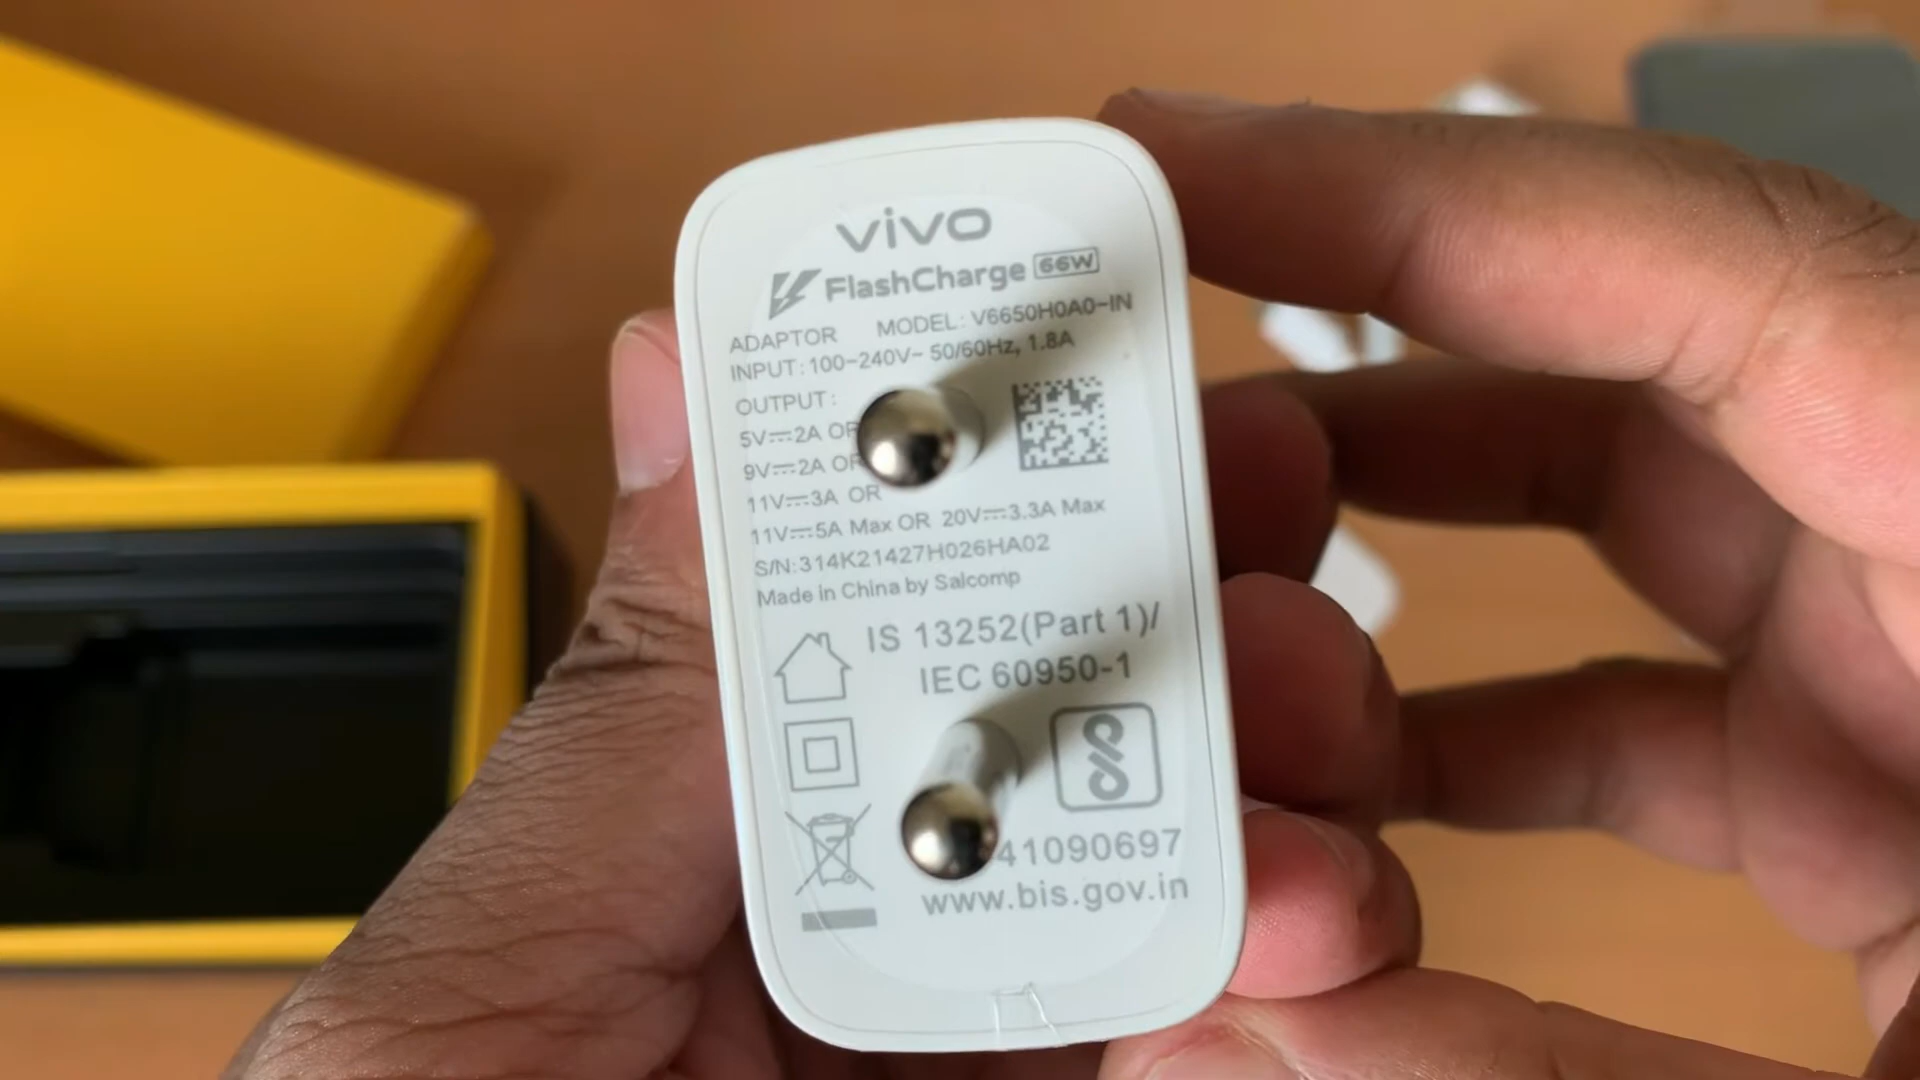 vivo
FlashCharge 66W
ADAPTOR MODEL: V6650H0A0-IN
INPUT: 100-240V~ 50/60Hz, 1.8A
OUTPUT:
5V⎓2A OR
9V⎓2A OR
11V⎓3A OR
11V⎓5A Max OR 20V⎓3.3A Max
S/N:314K21427H026HA02
Made in China by Salcomp
IS 13252(Part 1)/
IEC 60950-1
41090697
www.bis.gov.in